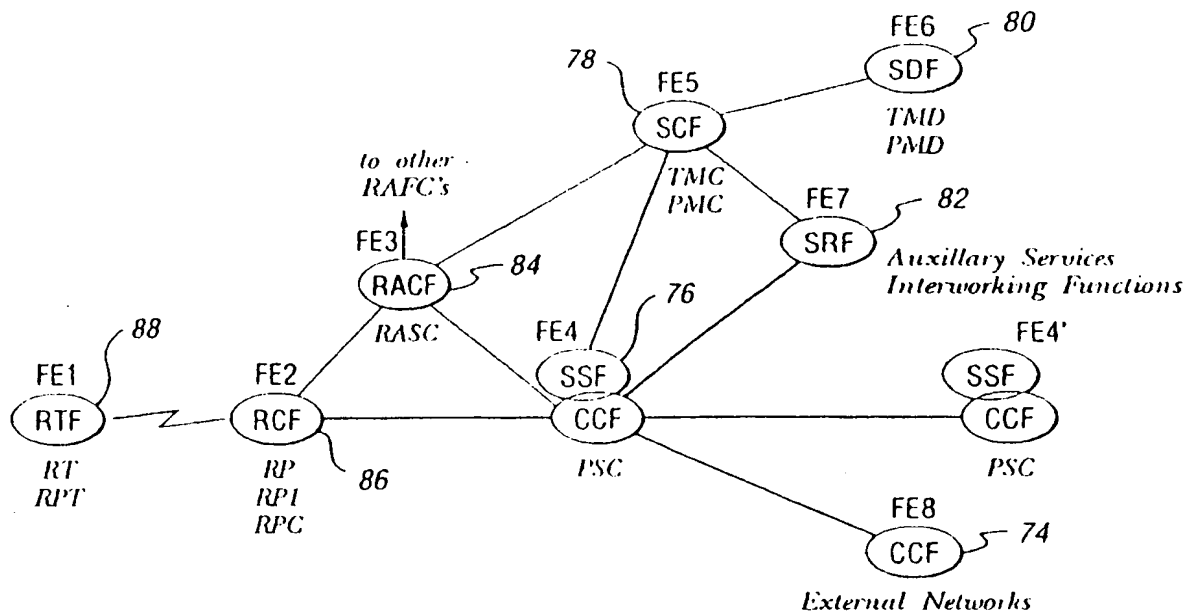 FE6
80
SDF
TMD
PMD
78
FE5
SCF
TMC
PMC
to other
RAFC's
FE3
RACF
84
RASC
FE7
82
SRF
Auxillary Services
Interworking Functions
76
FE4
SSF
CCF
PSC
FE4'
SSF
CCF
PSC
88
FE1
RTF
RT
RPT
FE2
RCF
86
RP
RPI
RPC
FE8
CCF
74
External Networks